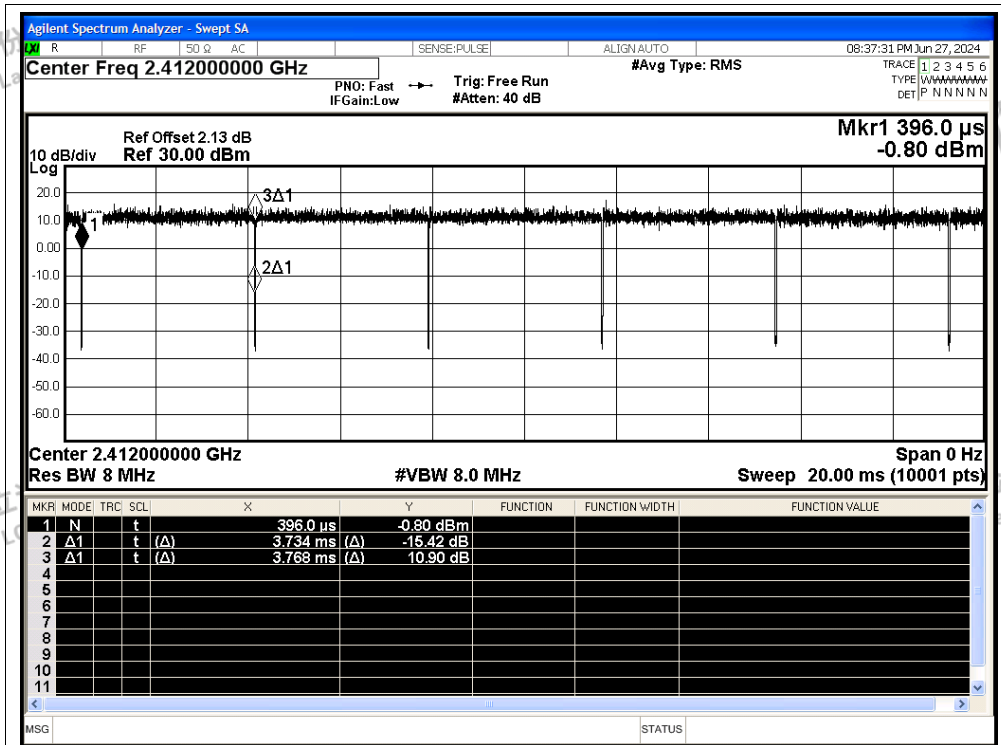 Agilent Spectrum Analyzer - Swept SA
LXI R RF 50 Ω AC SENSE:PULSE ALIGN AUTO 08:37:31 PM Jun 27, 2024
Center Freq 2.412000000 GHz #Avg Type: RMS TRACE 1 2 3 4 5 6
PNO: Fast Trig: Free Run TYPE WWWWWW
IFGain:Low #Atten: 40 dB DET P N N N N N
Mkr1 396.0 µs
Ref Offset 2.13 dB
10 dB/div Ref 30.00 dBm -0.80 dBm
Log
20.0
3Δ1
10.0
1
0.00
2Δ1
-10.0
-20.0
-30.0
-40.0
-50.0
-60.0
Center 2.412000000 GHz Span 0 Hz
Res BW 8 MHz #VBW 8.0 MHz Sweep 20.00 ms (10001 pts)
MKR MODE TRC SCL X Y FUNCTION FUNCTION WIDTH FUNCTION VALUE
1 N t 396.0 µs -0.80 dBm
2 Δ1 t (Δ) 3.734 ms (Δ) -15.42 dB
3 Δ1 t (Δ) 3.768 ms (Δ) 10.90 dB
4
5
6
7
8
9
10
11
MSG STATUS